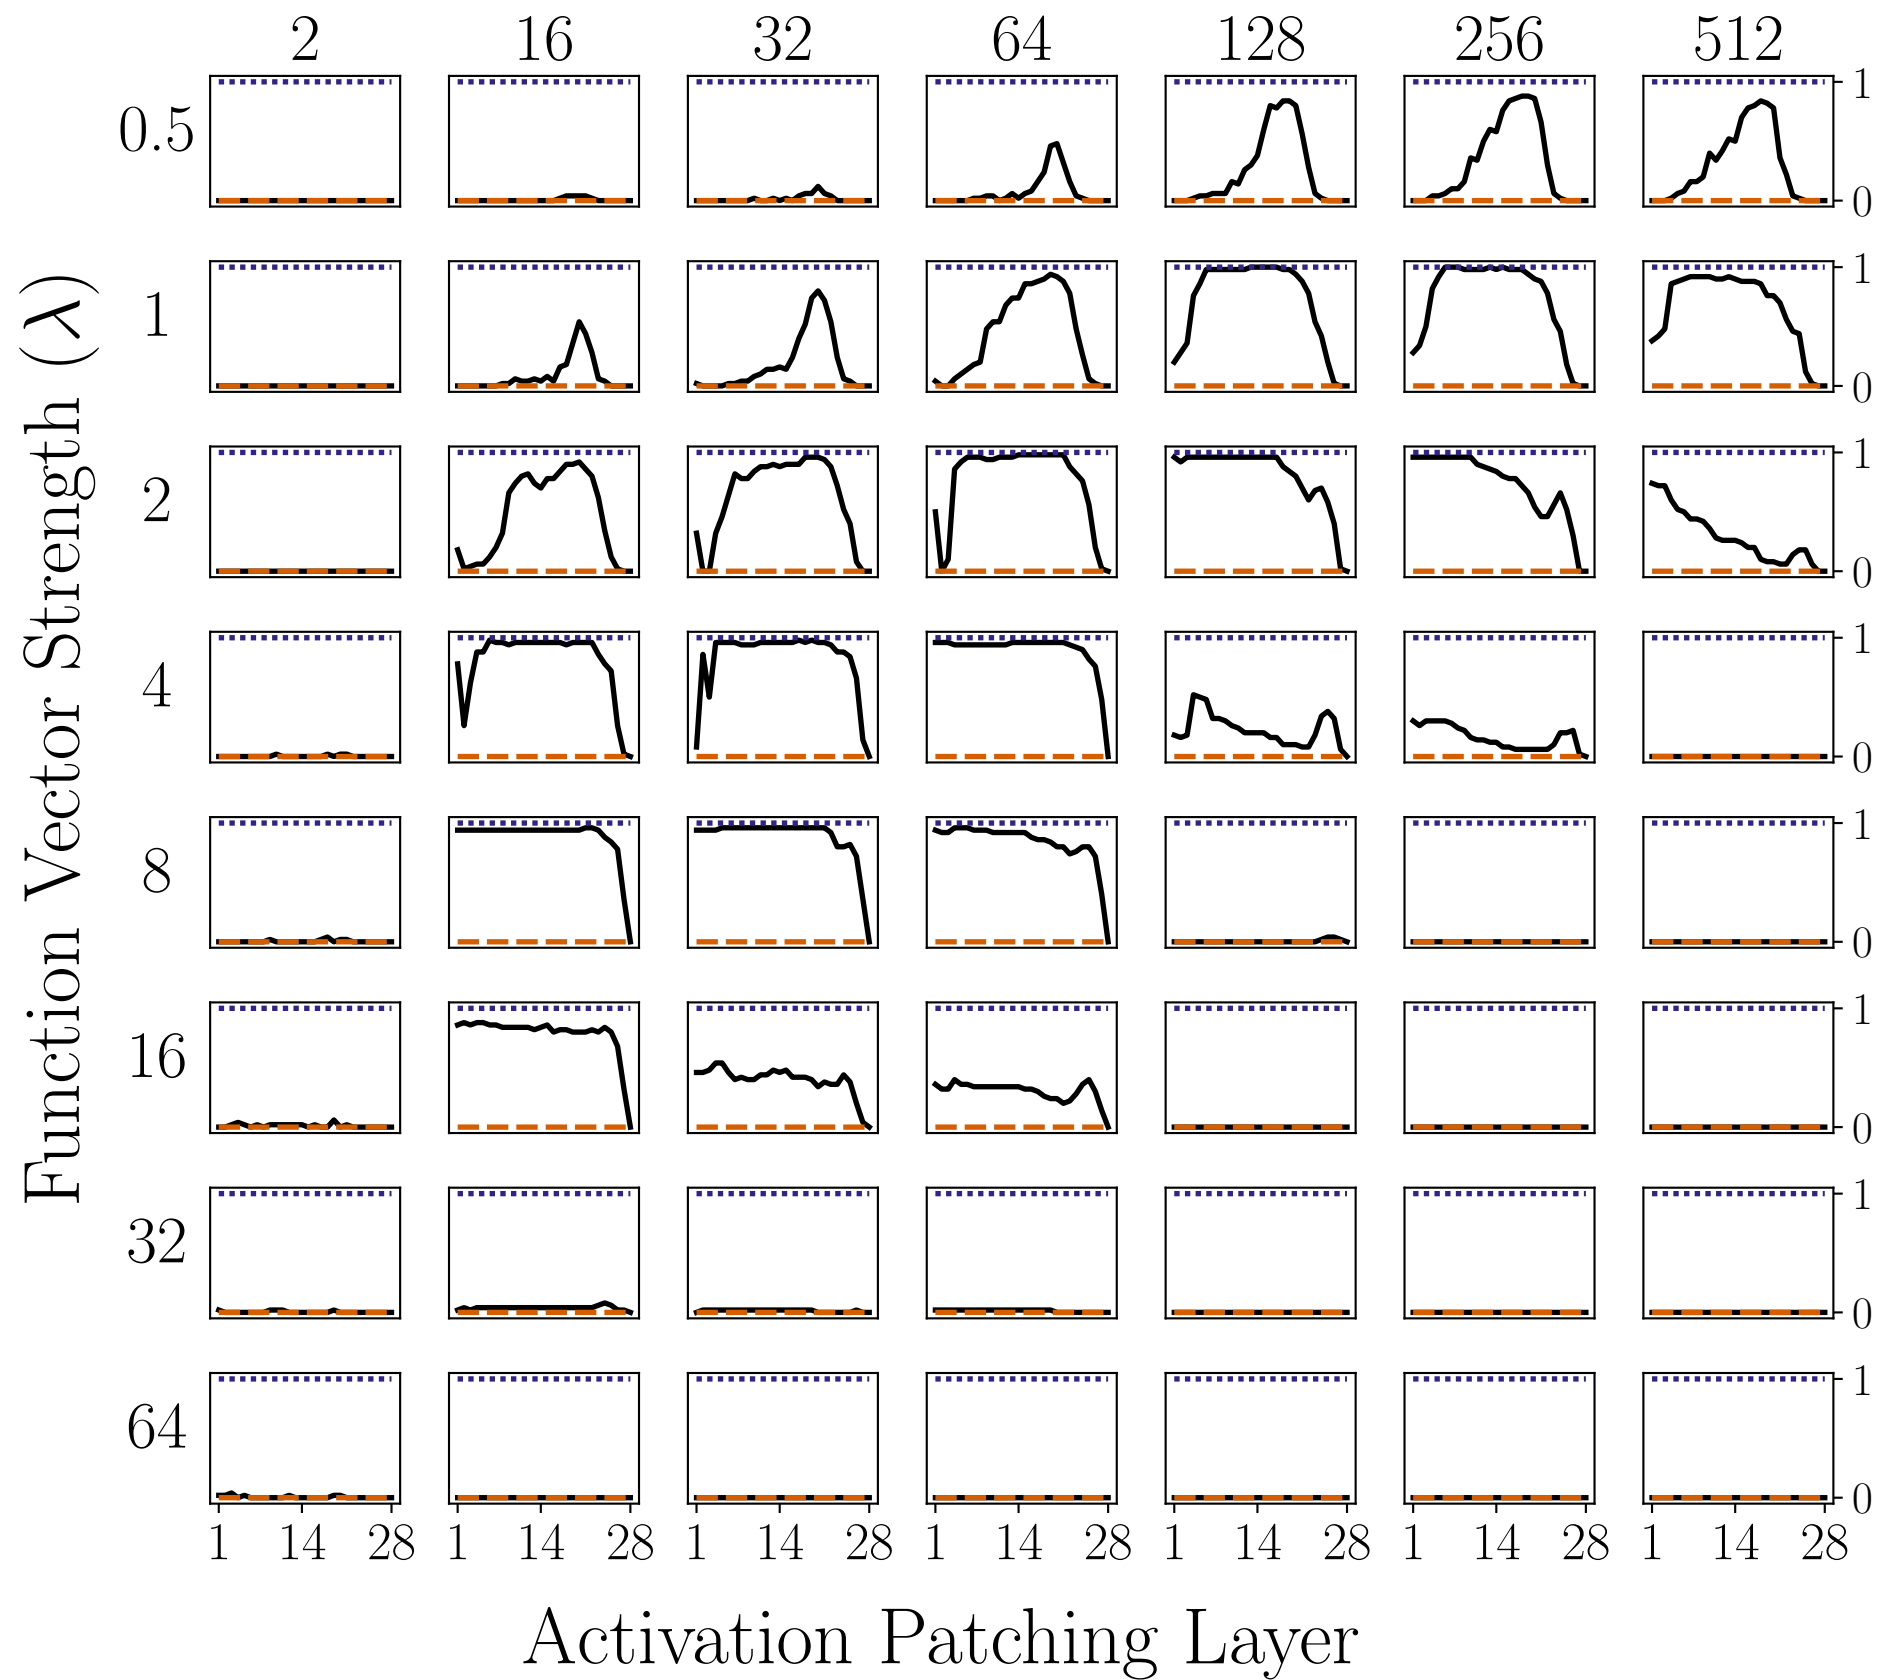 2 16 32 64 128 256 512
Function Vector Strength (λ)
0.5 1 0
1 1 0
2 1 0
4 1 0
8 1 0
16 1 0
32 1 0
64 1 0
1 14 28 1 14 28 1 14 28 1 14 28 1 14 28 1 14 28 1 14 28
Activation Patching Layer